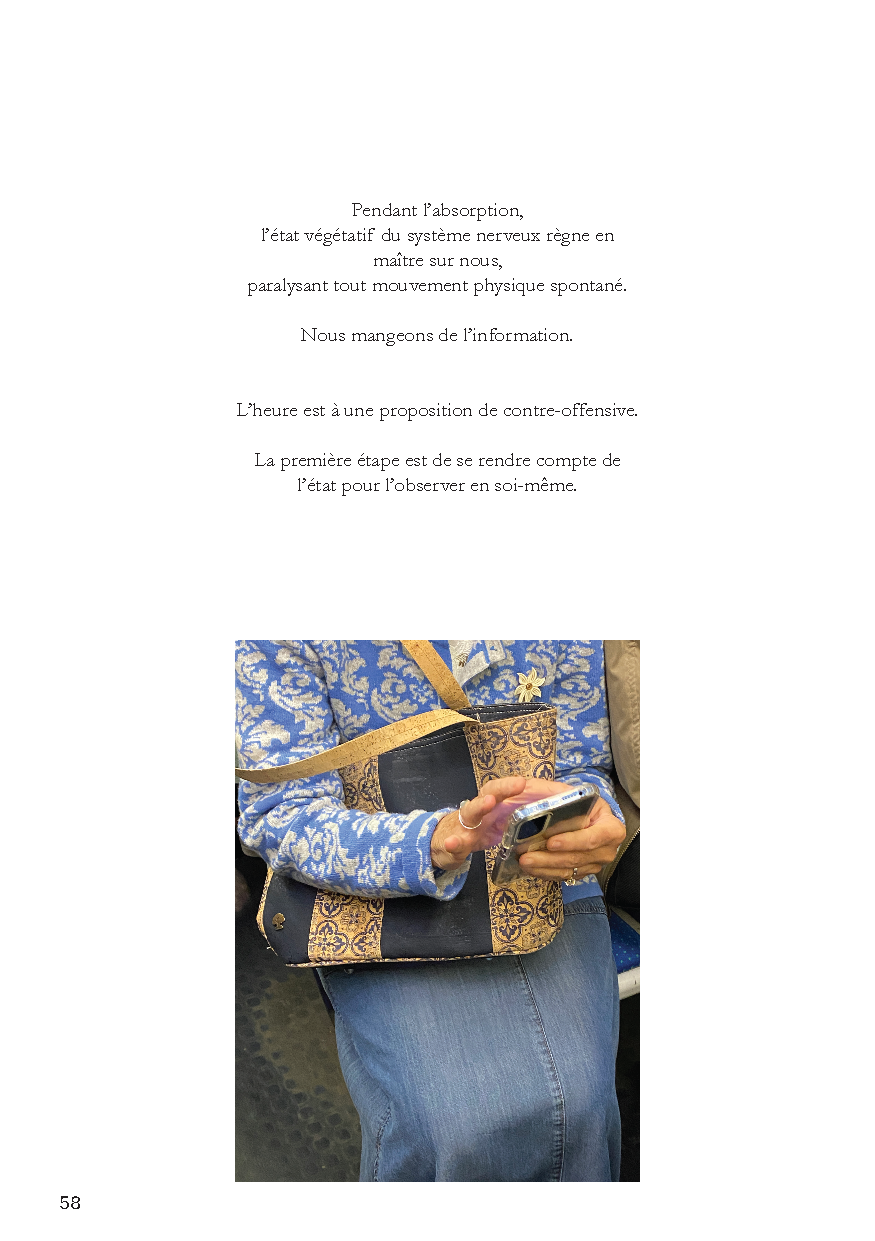 Pendant l’absorption,
l’état végétatif du système nerveux règne en
maître sur nous,
paralysant tout mouvement physique spontané.
Nous mangeons de l’information.
L’heure est à une proposition de contre-offensive.
La première étape est de se rendre compte de
l’état pour l’observer en soi-même.
58